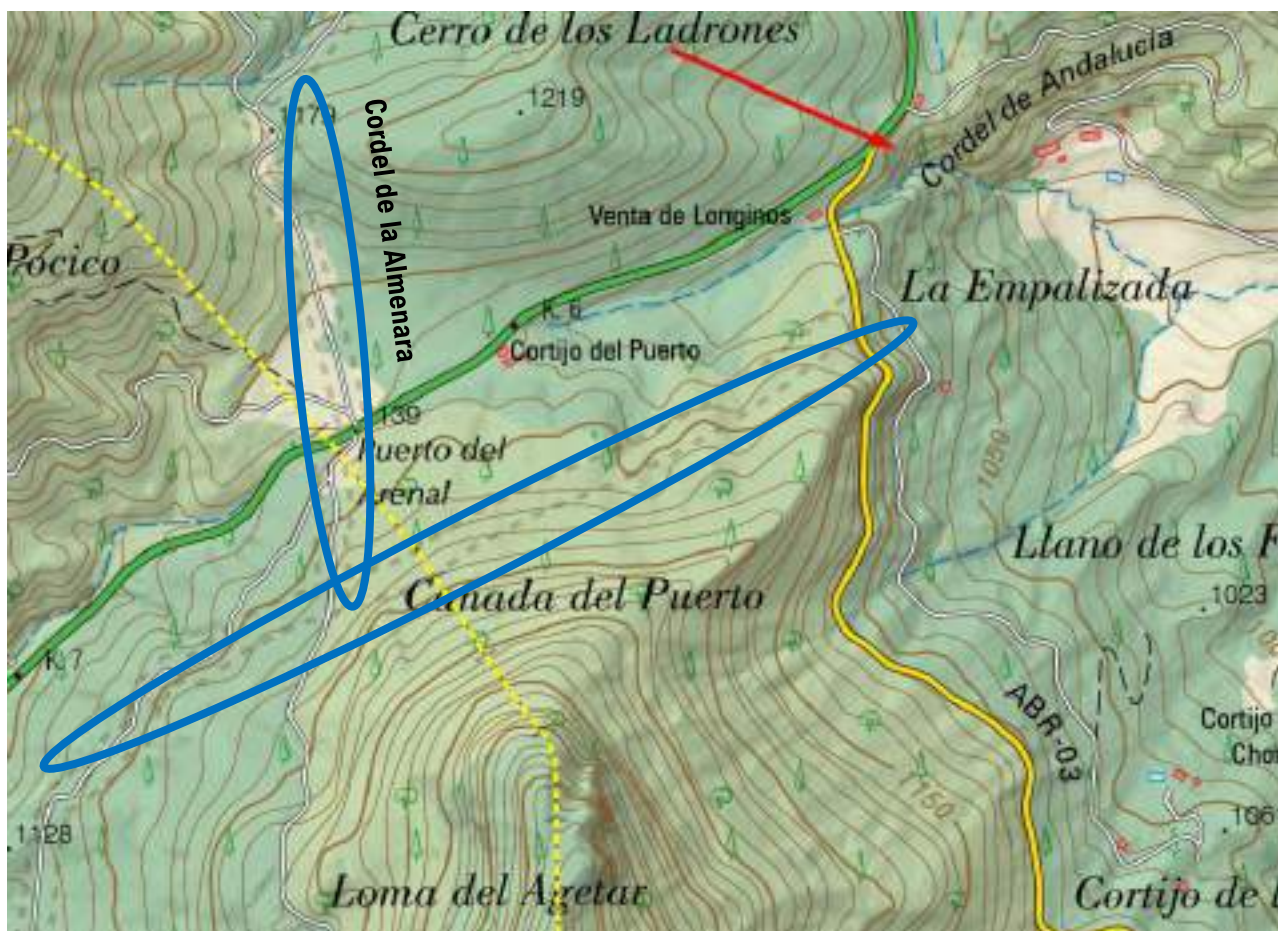 Cerro de los Ladrones
1219
Cordel de la Almenara
Cordel de Andalucía
Venta de Longinos
Pocico
La Empalizada
K.6
Cortijo del Puerto
139
Puerto del
Arenal
1080
Llano de los
Cañada del Puerto
1023
K.7
ABR-03
Cortijo
1150
1128
Loma del Agetar
Cortijo de